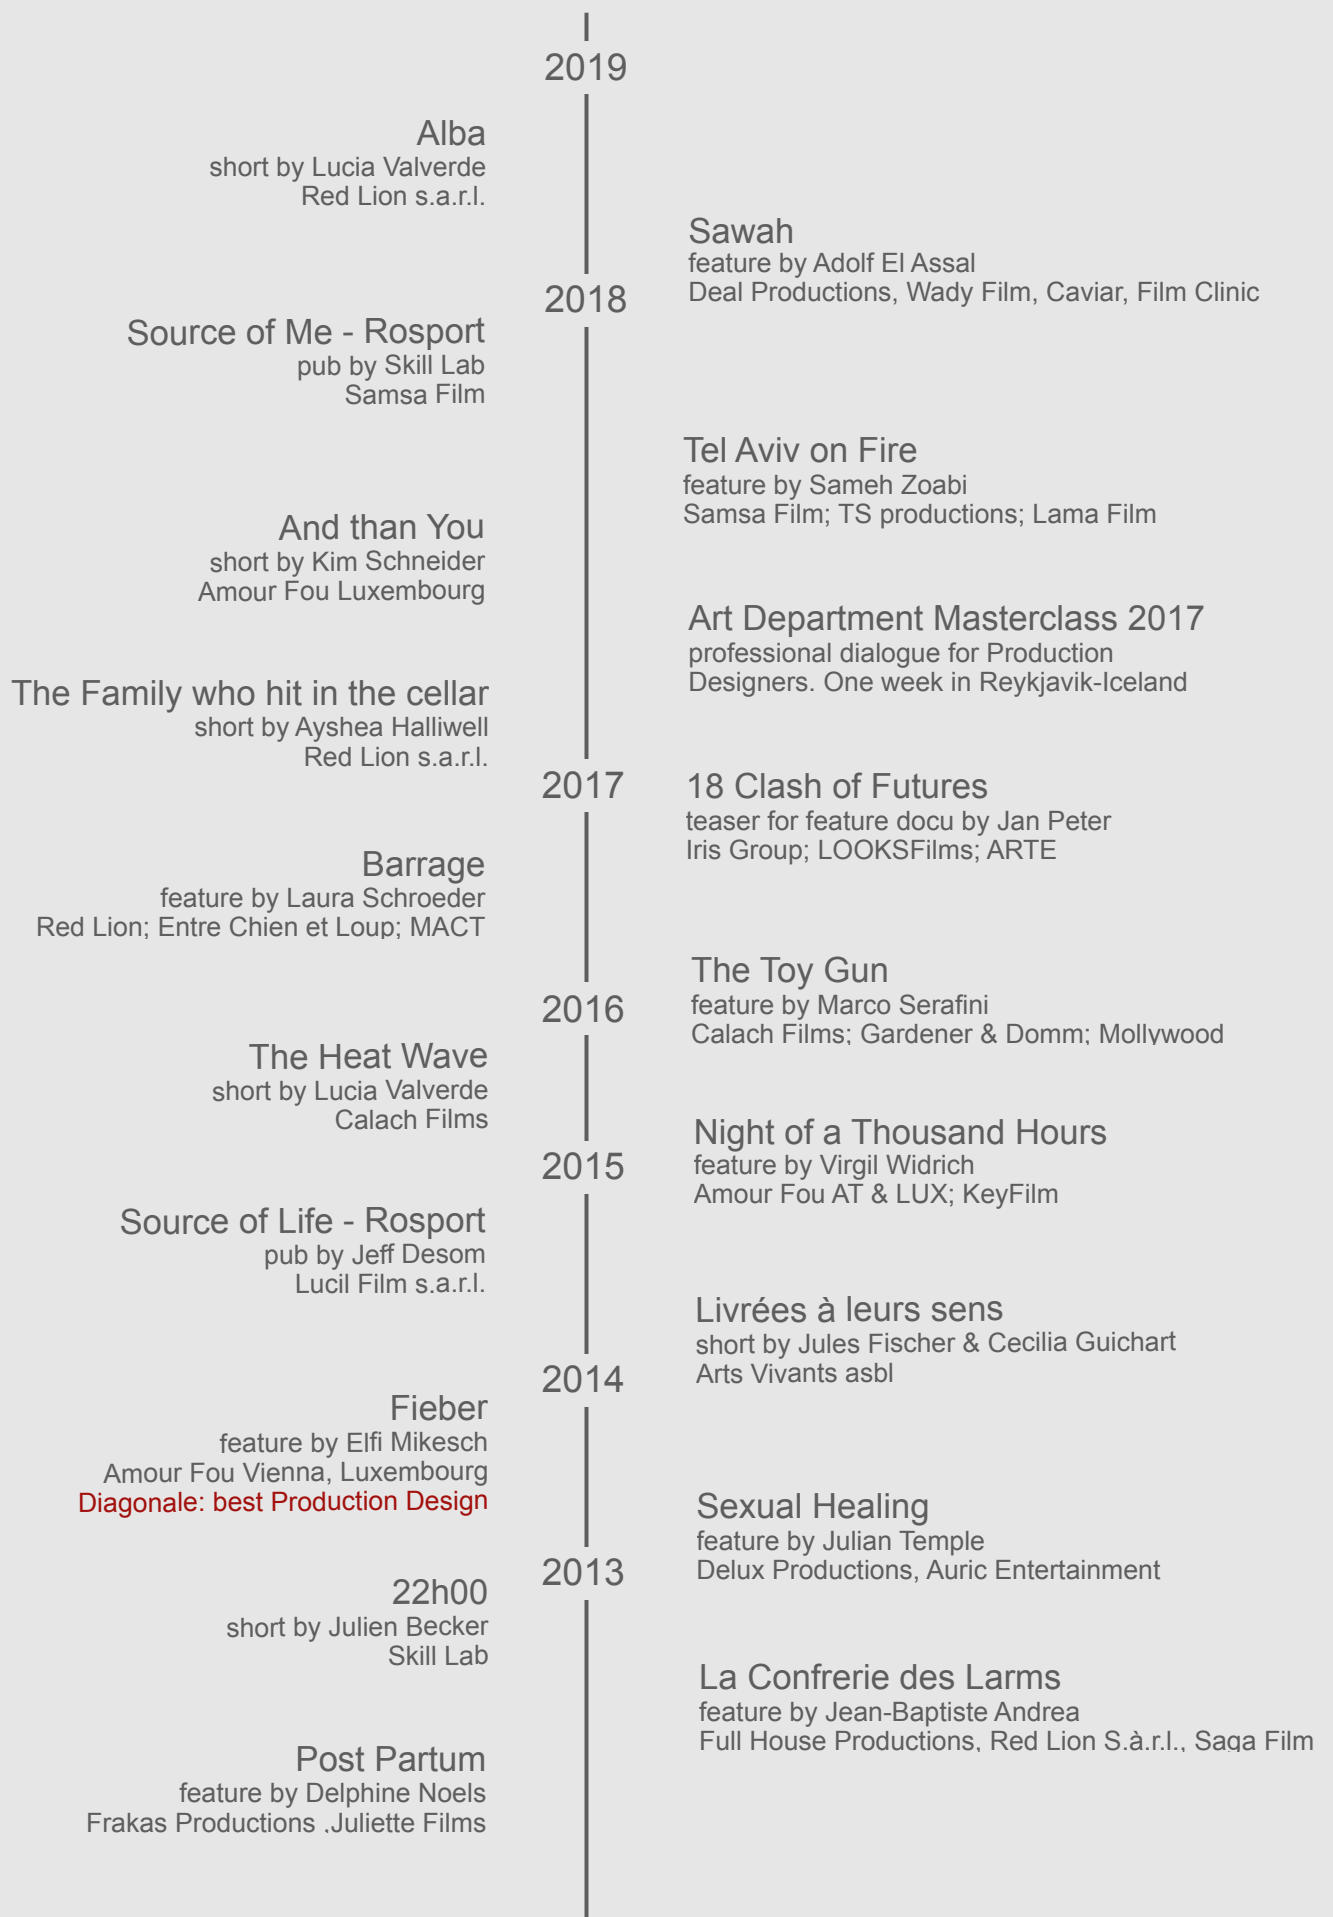 2019
Alba
short by Lucia Valverde
Red Lion s.a.r.l.
Sawah
feature by Adolf El Assal
Deal Productions, Wady Film, Caviar, Film Clinic
2018
Source of Me - Rosport
pub by Skill Lab
Samsa Film
Tel Aviv on Fire
feature by Sameh Zoabi
Samsa Film; TS productions; Lama Film
And than You
short by Kim Schneider
Amour Fou Luxembourg
Art Department Masterclass 2017
professional dialogue for Production
Designers. One week in Reykjavik-Iceland
The Family who hit in the cellar
short by Ayshea Halliwell
Red Lion s.a.r.l.
2017
18 Clash of Futures
teaser for feature docu by Jan Peter
Iris Group; LOOKSFilms; ARTE
Barrage
feature by Laura Schroeder
Red Lion; Entre Chien et Loup; MACT
The Toy Gun
feature by Marco Serafini
Calach Films; Gardener & Domm; Mollywood
2016
The Heat Wave
short by Lucia Valverde
Calach Films
Night of a Thousand Hours
feature by Virgil Widrich
Amour Fou AT & LUX; KeyFilm
2015
Source of Life - Rosport
pub by Jeff Desom
Lucil Film s.a.r.l.
Livrées à leurs sens
short by Jules Fischer & Cecilia Guichart
Arts Vivants asbl
2014
Fieber
feature by Elfi Mikesch
Amour Fou Vienna, Luxembourg
Diagonale: best Production Design
Sexual Healing
feature by Julian Temple
Delux Productions, Auric Entertainment
2013
22h00
short by Julien Becker
Skill Lab
La Confrerie des Larms
feature by Jean-Baptiste Andrea
Full House Productions, Red Lion S.à.r.l., Saga Film
Post Partum
feature by Delphine Noels
Frakas Productions ,Juliette Films